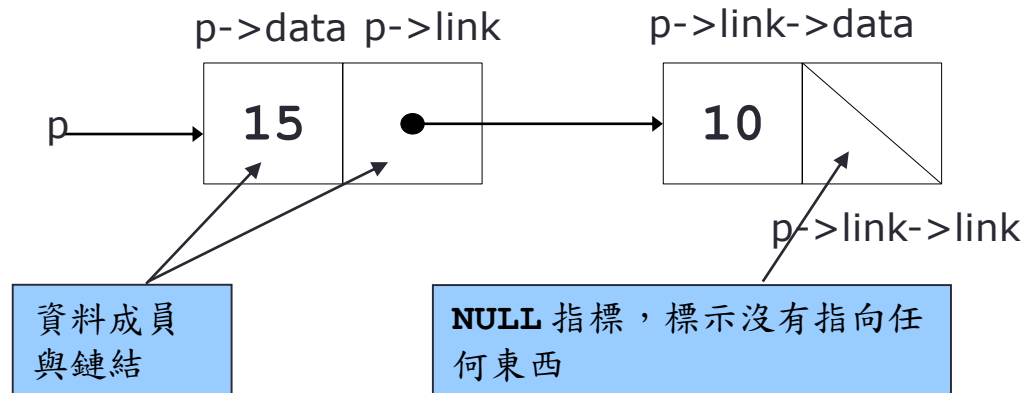 p->data p->link
p->link->data
p
15
10
p->link->link
資料成員
與鏈結
NULL 指標，標示沒有指向任
何東西